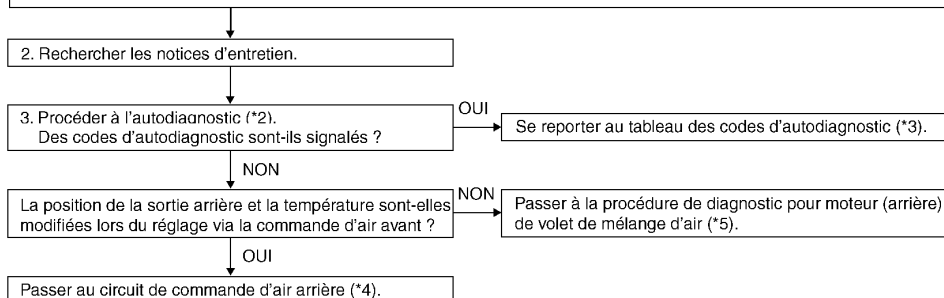 2. Rechercher les notices d'entretien.
3. Procéder à l'autodiagnostic (*2).
Des codes d'autodiagnostic sont-ils signalés ?
OUI
Se reporter au tableau des codes d'autodiagnostic (*3).
NON
La position de la sortie arrière et la température sont-elles
modifiées lors du réglage via la commande d'air avant ?
NON
Passer à la procédure de diagnostic pour moteur (arrière)
de volet de mélange d'air (*5).
OUI
Passer au circuit de commande d'air arrière (*4).